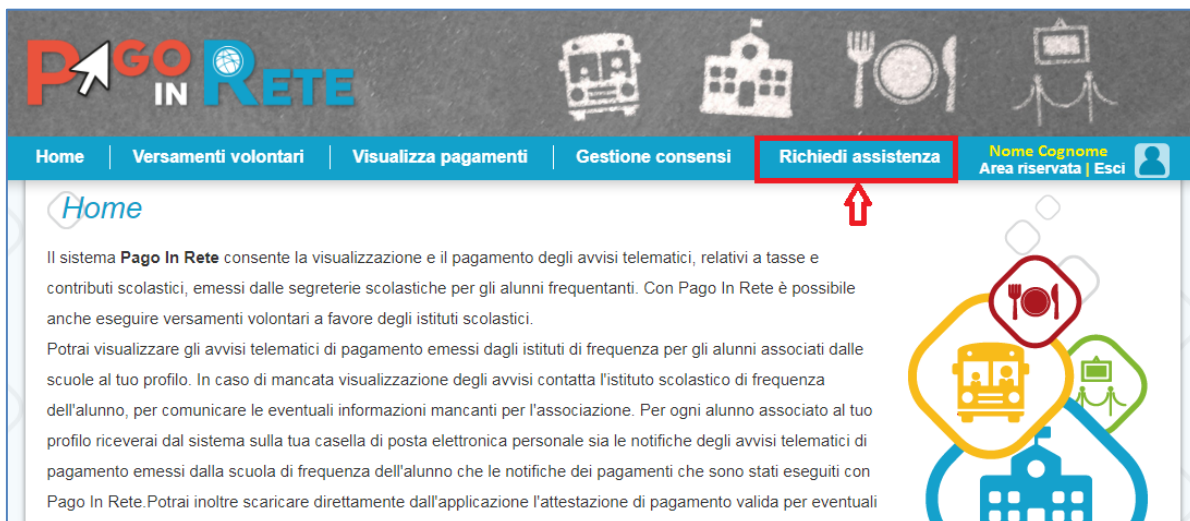 PAGO
IN RETE
Home
Versamenti volontari
Visualizza pagamenti
Gestione consensi
Richiedi assistenza
Nome Cognome
Area riservata | Esci
Home
Il sistema Pago In Rete consente la visualizzazione e il pagamento degli avvisi telematici, relativi a tasse e
contributi scolastici, emessi dalle segreterie scolastiche per gli alunni frequentanti. Con Pago In Rete è possibile
anche eseguire versamenti volontari a favore degli istituti scolastici.
Potrai visualizzare gli avvisi telematici di pagamento emessi dagli istituti di frequenza per gli alunni associati dalle
scuole al tuo profilo. In caso di mancata visualizzazione degli avvisi contatta l'istituto scolastico di frequenza
dell'alunno, per comunicare le eventuali informazioni mancanti per l'associazione. Per ogni alunno associato al tuo
profilo riceverai dal sistema sulla tua casella di posta elettronica personale sia le notifiche degli avvisi telematici di
pagamento emessi dalla scuola di frequenza dell'alunno che le notifiche dei pagamenti che sono stati eseguiti con
Pago In Rete.Potrai inoltre scaricare direttamente dall'applicazione l'attestazione di pagamento valida per eventuali